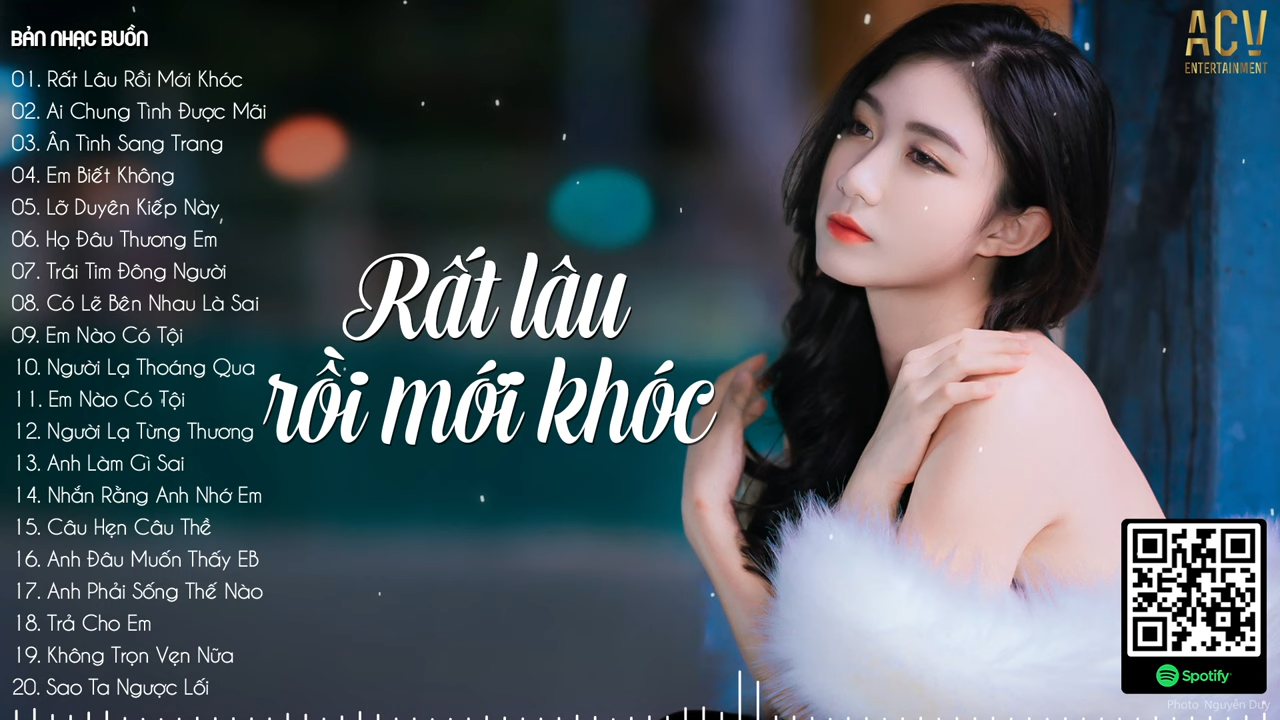 BẢN NHẠC BUỒN
01. Rất Lâu Rồi Mới Khóc
02. Ai Chung Tình Được Mãi
03. Ân Tình Sang Trang
04. Em Biết Không
05. Lỡ Duyên Kiếp Này
06. Họ Đâu Thương Em
07. Trái Tim Đông Người
08. Có Lẽ Bên Nhau Là Sai
09. Em Nào Có Tội
10. Người Lạ Thoáng Qua
11. Em Nào Có Tội
12. Người Lạ Từng Thương
13. Anh Làm Gì Sai
14. Nhắn Rằng Anh Nhớ Em
15. Câu Hẹn Câu Thề
16. Anh Đâu Muốn Thấy EB
17. Anh Phải Sống Thế Nào
18. Trả Cho Em
19. Không Trọn Vẹn Nữa
20. Sao Ta Ngược Lối
Rất lâu
rồi mới khóc
ACV
ENTERTAINMENT
Spotify
Photo Nguyễn Duy